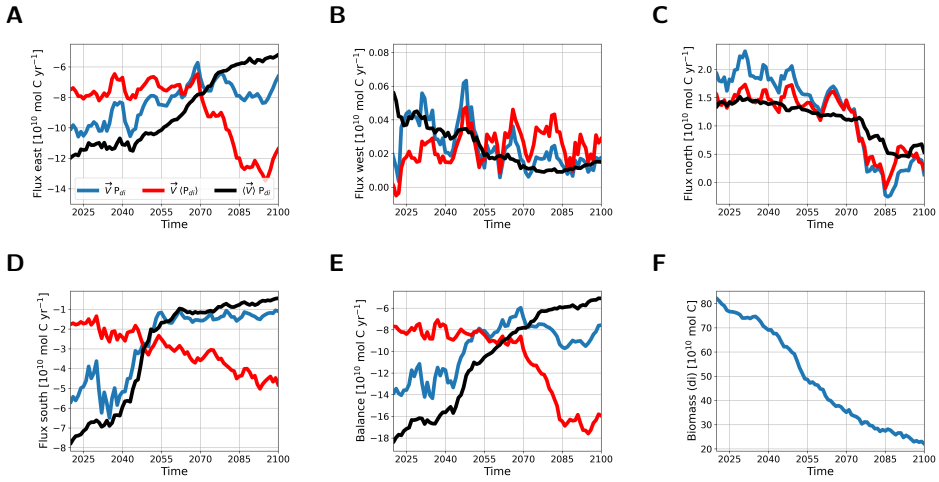 A
B
C
Flux east [10¹⁰ mol C yr⁻¹]
−6
−8
−10
−12
−14
V⃗ P_di
V⃗ ⟨P_di⟩
⟨V⃗⟩ P_di
2025 2040 2055 2070 2085 2100
Time
Flux west [10¹⁰ mol C yr⁻¹]
0.08
0.06
0.04
0.02
0.00
2025 2040 2055 2070 2085 2100
Time
Flux north [10¹⁰ mol C yr⁻¹]
2.0
1.5
1.0
0.5
0.0
2025 2040 2055 2070 2085 2100
Time
D
E
F
Flux south [10¹⁰ mol C yr⁻¹]
−1
−2
−3
−4
−5
−6
−7
−8
2025 2040 2055 2070 2085 2100
Time
Balance [10¹⁰ mol C yr⁻¹]
−6
−8
−10
−12
−14
−16
−18
2025 2040 2055 2070 2085 2100
Time
Biomass (di) [10¹⁰ mol C]
80
70
60
50
40
30
20
2025 2040 2055 2070 2085 2100
Time